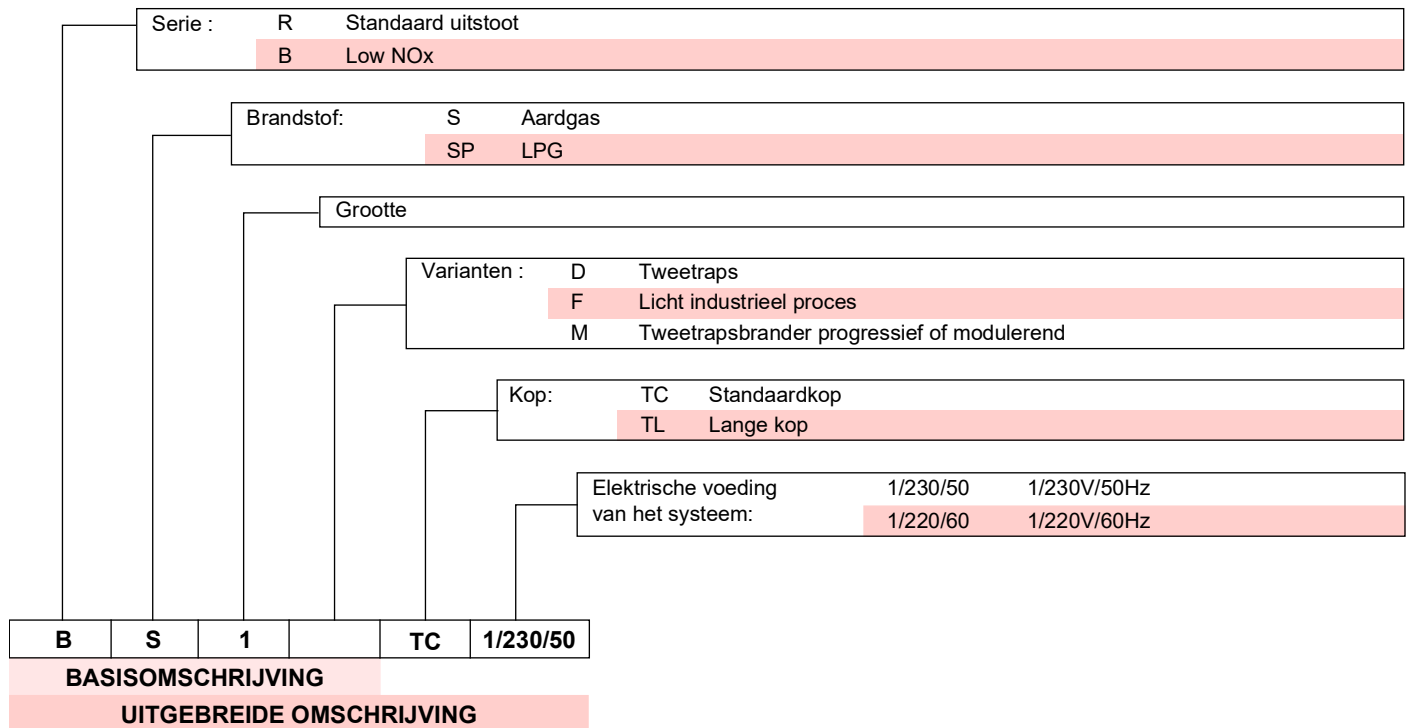 Serie : R Standaard uitstoot
B Low NOx
Brandstof: S Aardgas
SP LPG
Grootte
Varianten : D Tweetraps
F Licht industrieel proces
M Tweetrapsbrander progressief of modulerend
Kop: TC Standaardkop
TL Lange kop
Elektrische voeding 1/230/50 1/230V/50Hz
van het systeem: 1/220/60 1/220V/60Hz
B S 1 TC 1/230/50
BASISOMSCHRIJVING
UITGEBREIDE OMSCHRIJVING